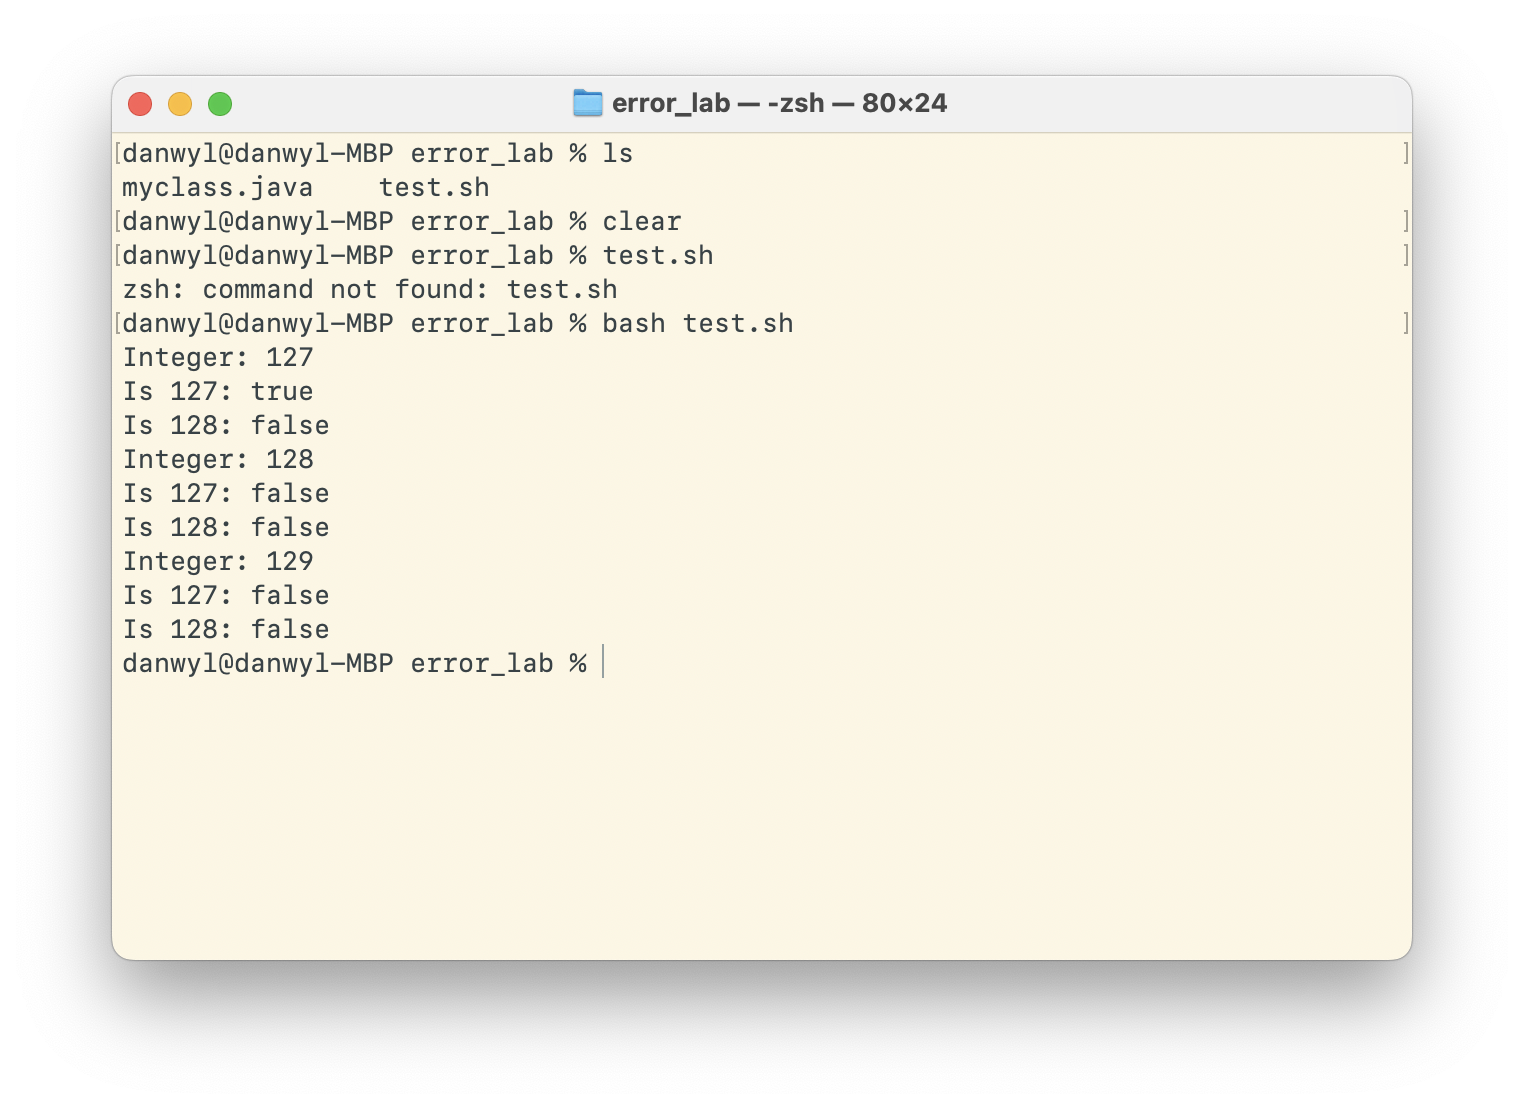 error_lab — -zsh — 80×24
[danwyl@danwyl-MBP error_lab % ls ]
myclass.java    test.sh
[danwyl@danwyl-MBP error_lab % clear ]
[danwyl@danwyl-MBP error_lab % test.sh ]
zsh: command not found: test.sh
[danwyl@danwyl-MBP error_lab % bash test.sh ]
Integer: 127
Is 127: true
Is 128: false
Integer: 128
Is 127: false
Is 128: false
Integer: 129
Is 127: false
Is 128: false
danwyl@danwyl-MBP error_lab %